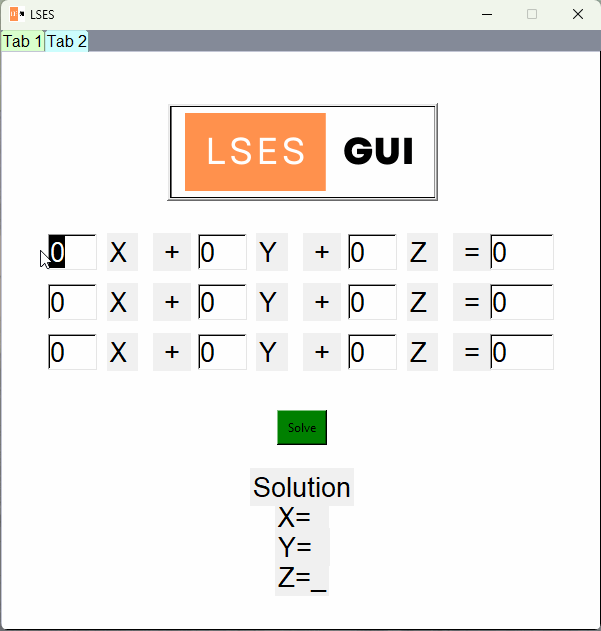 LSES
Tab 1 Tab 2
LSES GUI
0 X + 0 Y + 0 Z = 0
0 X + 0 Y + 0 Z = 0
0 X + 0 Y + 0 Z = 0
Solve
Solution
X=
Y=
Z=_